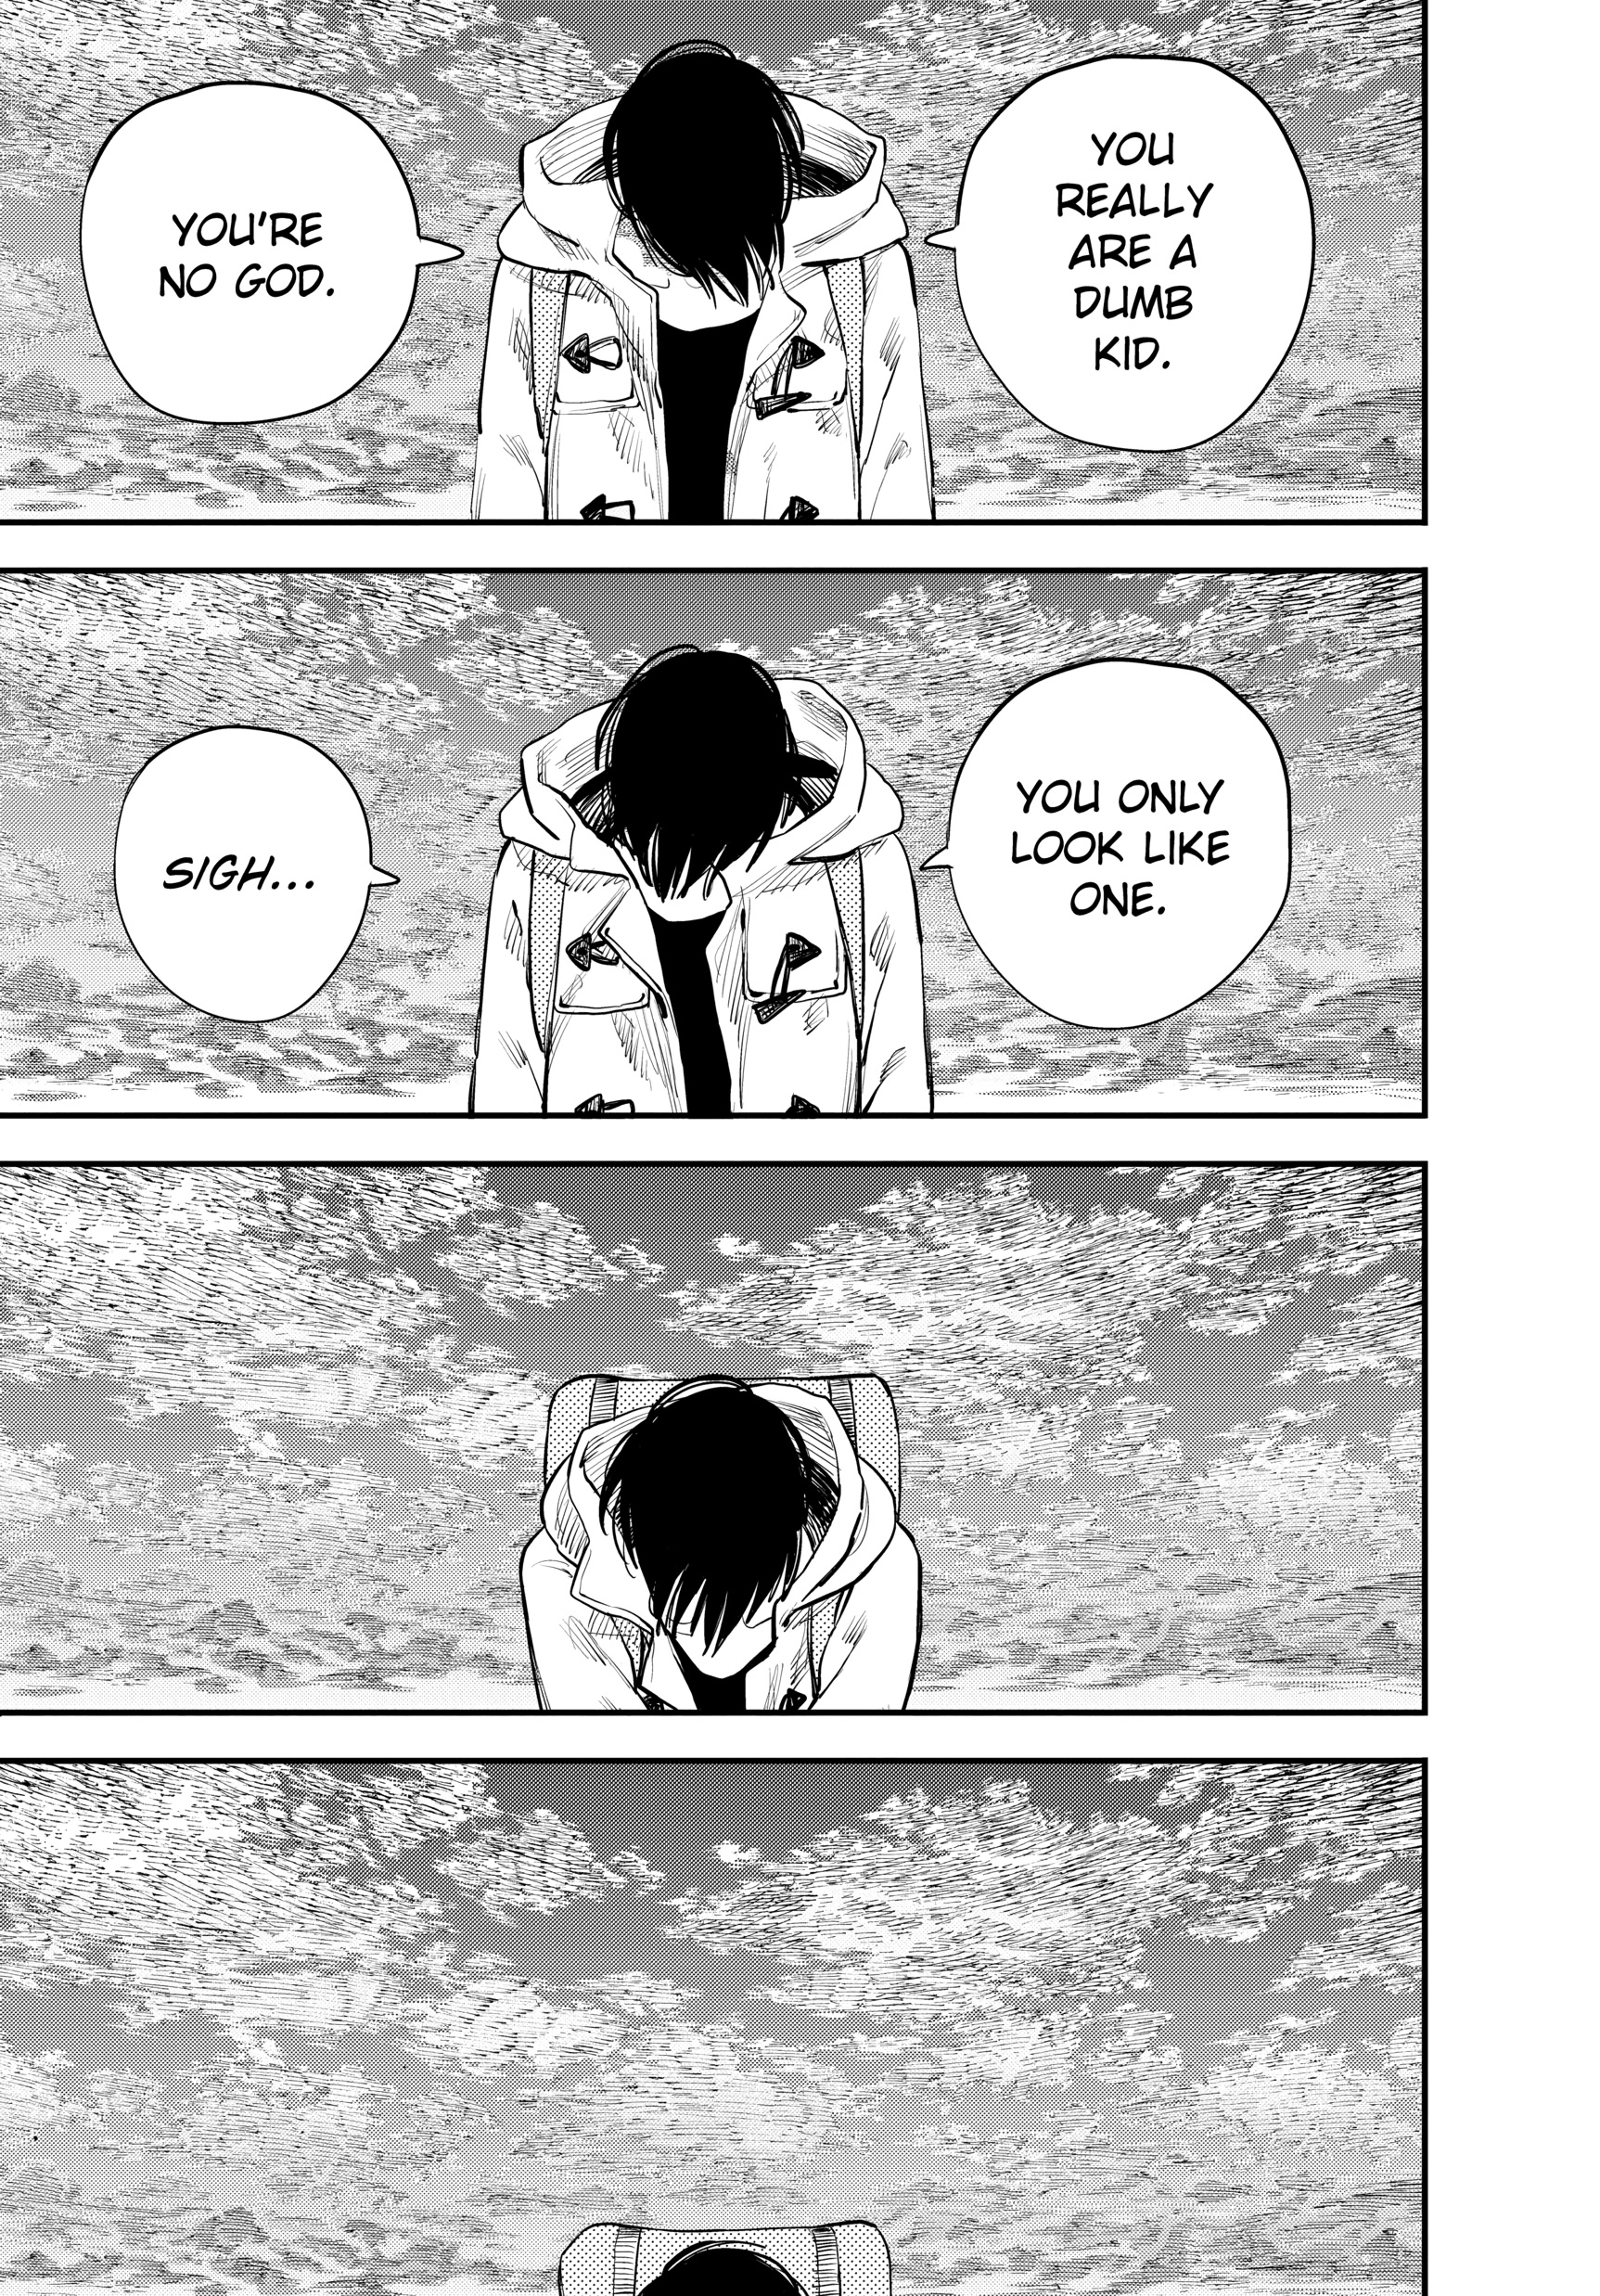 YOU
REALLY
ARE A
DUMB
KID.
YOU'RE
NO GOD.
YOU ONLY
LOOK LIKE
ONE.
SIGH...